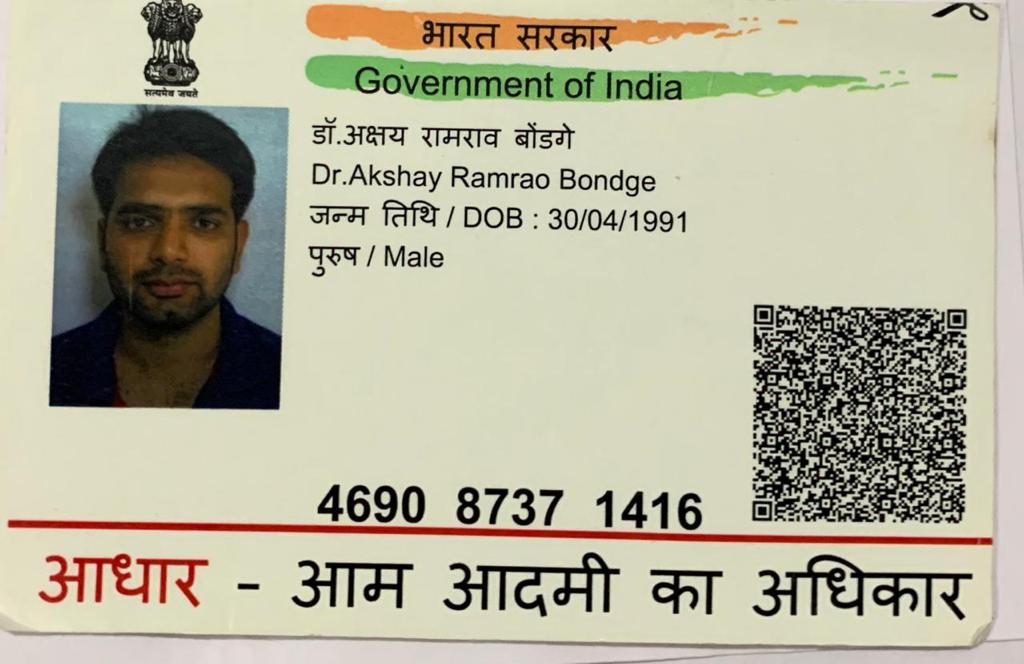 सत्यमेव जयते
भारत सरकार
Government of India
डॉ.अक्षय रामराव बोंडगे
Dr.Akshay Ramrao Bondge
जन्म तिथि / DOB : 30/04/1991
पुरुष / Male
4690 8737 1416
आधार - आम आदमी का अधिकार